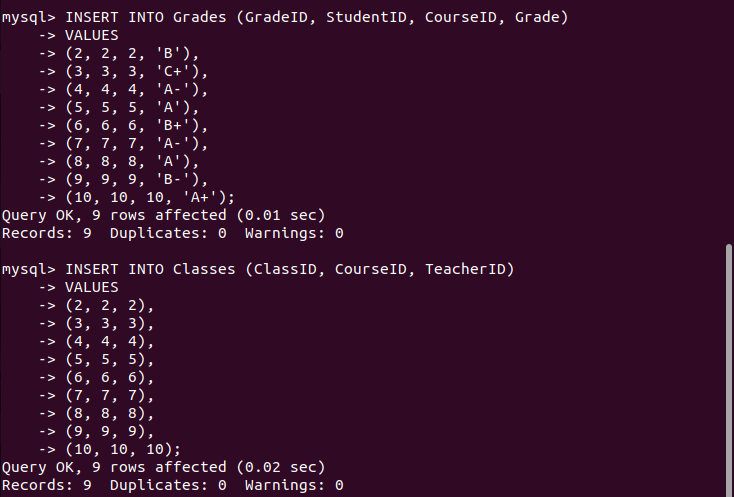 mysql> INSERT INTO Grades (GradeID, StudentID, CourseID, Grade)
    -> VALUES
    -> (2, 2, 2, 'B'),
    -> (3, 3, 3, 'C+'),
    -> (4, 4, 4, 'A-'),
    -> (5, 5, 5, 'A'),
    -> (6, 6, 6, 'B+'),
    -> (7, 7, 7, 'A-'),
    -> (8, 8, 8, 'A'),
    -> (9, 9, 9, 'B-'),
    -> (10, 10, 10, 'A+');
Query OK, 9 rows affected (0.01 sec)
Records: 9  Duplicates: 0  Warnings: 0

mysql> INSERT INTO Classes (ClassID, CourseID, TeacherID)
    -> VALUES
    -> (2, 2, 2),
    -> (3, 3, 3),
    -> (4, 4, 4),
    -> (5, 5, 5),
    -> (6, 6, 6),
    -> (7, 7, 7),
    -> (8, 8, 8),
    -> (9, 9, 9),
    -> (10, 10, 10);
Query OK, 9 rows affected (0.02 sec)
Records: 9  Duplicates: 0  Warnings: 0